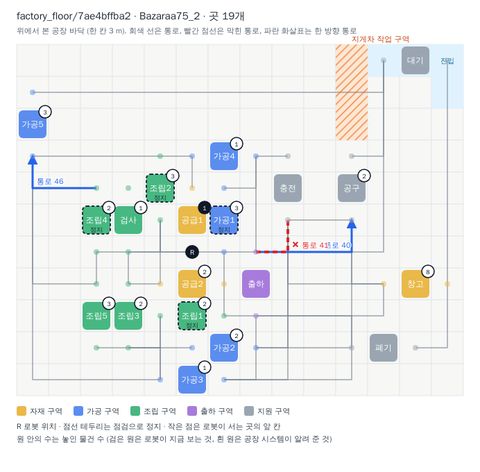 factory_floor/7ae4bffba2 · Bazaraa75_2 · 곳 19개
위에서 본 공장 바닥 (한 칸 3 m). 회색 선은 통로, 빨간 점선은 막힌 통로, 파란 화살표는 한 방향 통로
지게차 작업 구역
대기
전립
3
가공5
1
가공4
통로 46
3
조립2
정지
충전
2
공구
2
조립4
정지
1
검사
1
공급1
3
가공1
정지
R
✕ 통로 41
통로 40
2
공급2
출하
8
창고
2
조립5
2
조립3
2
조립1
정지
2
가공2
폐기
1
가공3
자재 구역
가공 구역
조립 구역
출하 구역
지원 구역
R 로봇 위치 · 점선 테두리는 점검으로 정지 · 작은 점은 로봇이 서는 곳의 앞 칸
원 안의 수는 놓인 물건 수 (검은 원은 로봇이 지금 보는 것, 흰 원은 공장 시스템이 알려 준 것)